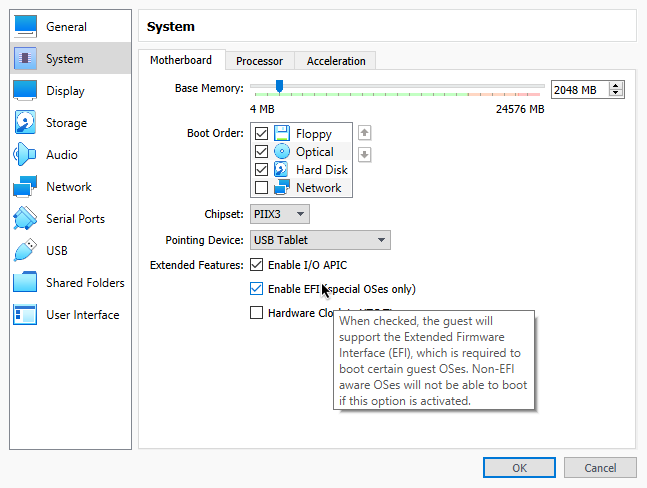 General
System
Display
Storage
Audio
Network
Serial Ports
USB
Shared Folders
User Interface
System
Motherboard
Processor
Acceleration
Base Memory:
2048 MB
4 MB
24576 MB
Boot Order:
Floppy
Optical
Hard Disk
Network
Chipset:
PIIX3
Pointing Device:
USB Tablet
Extended Features:
Enable I/O APIC
Enable EFI (special OSes only)
Hardware
When checked, the guest will
support the Extended Firmware
Interface (EFI), which is required to
boot certain guest OSes. Non-EFI
aware OSes will not be able to boot
if this option is activated.
OK
Cancel